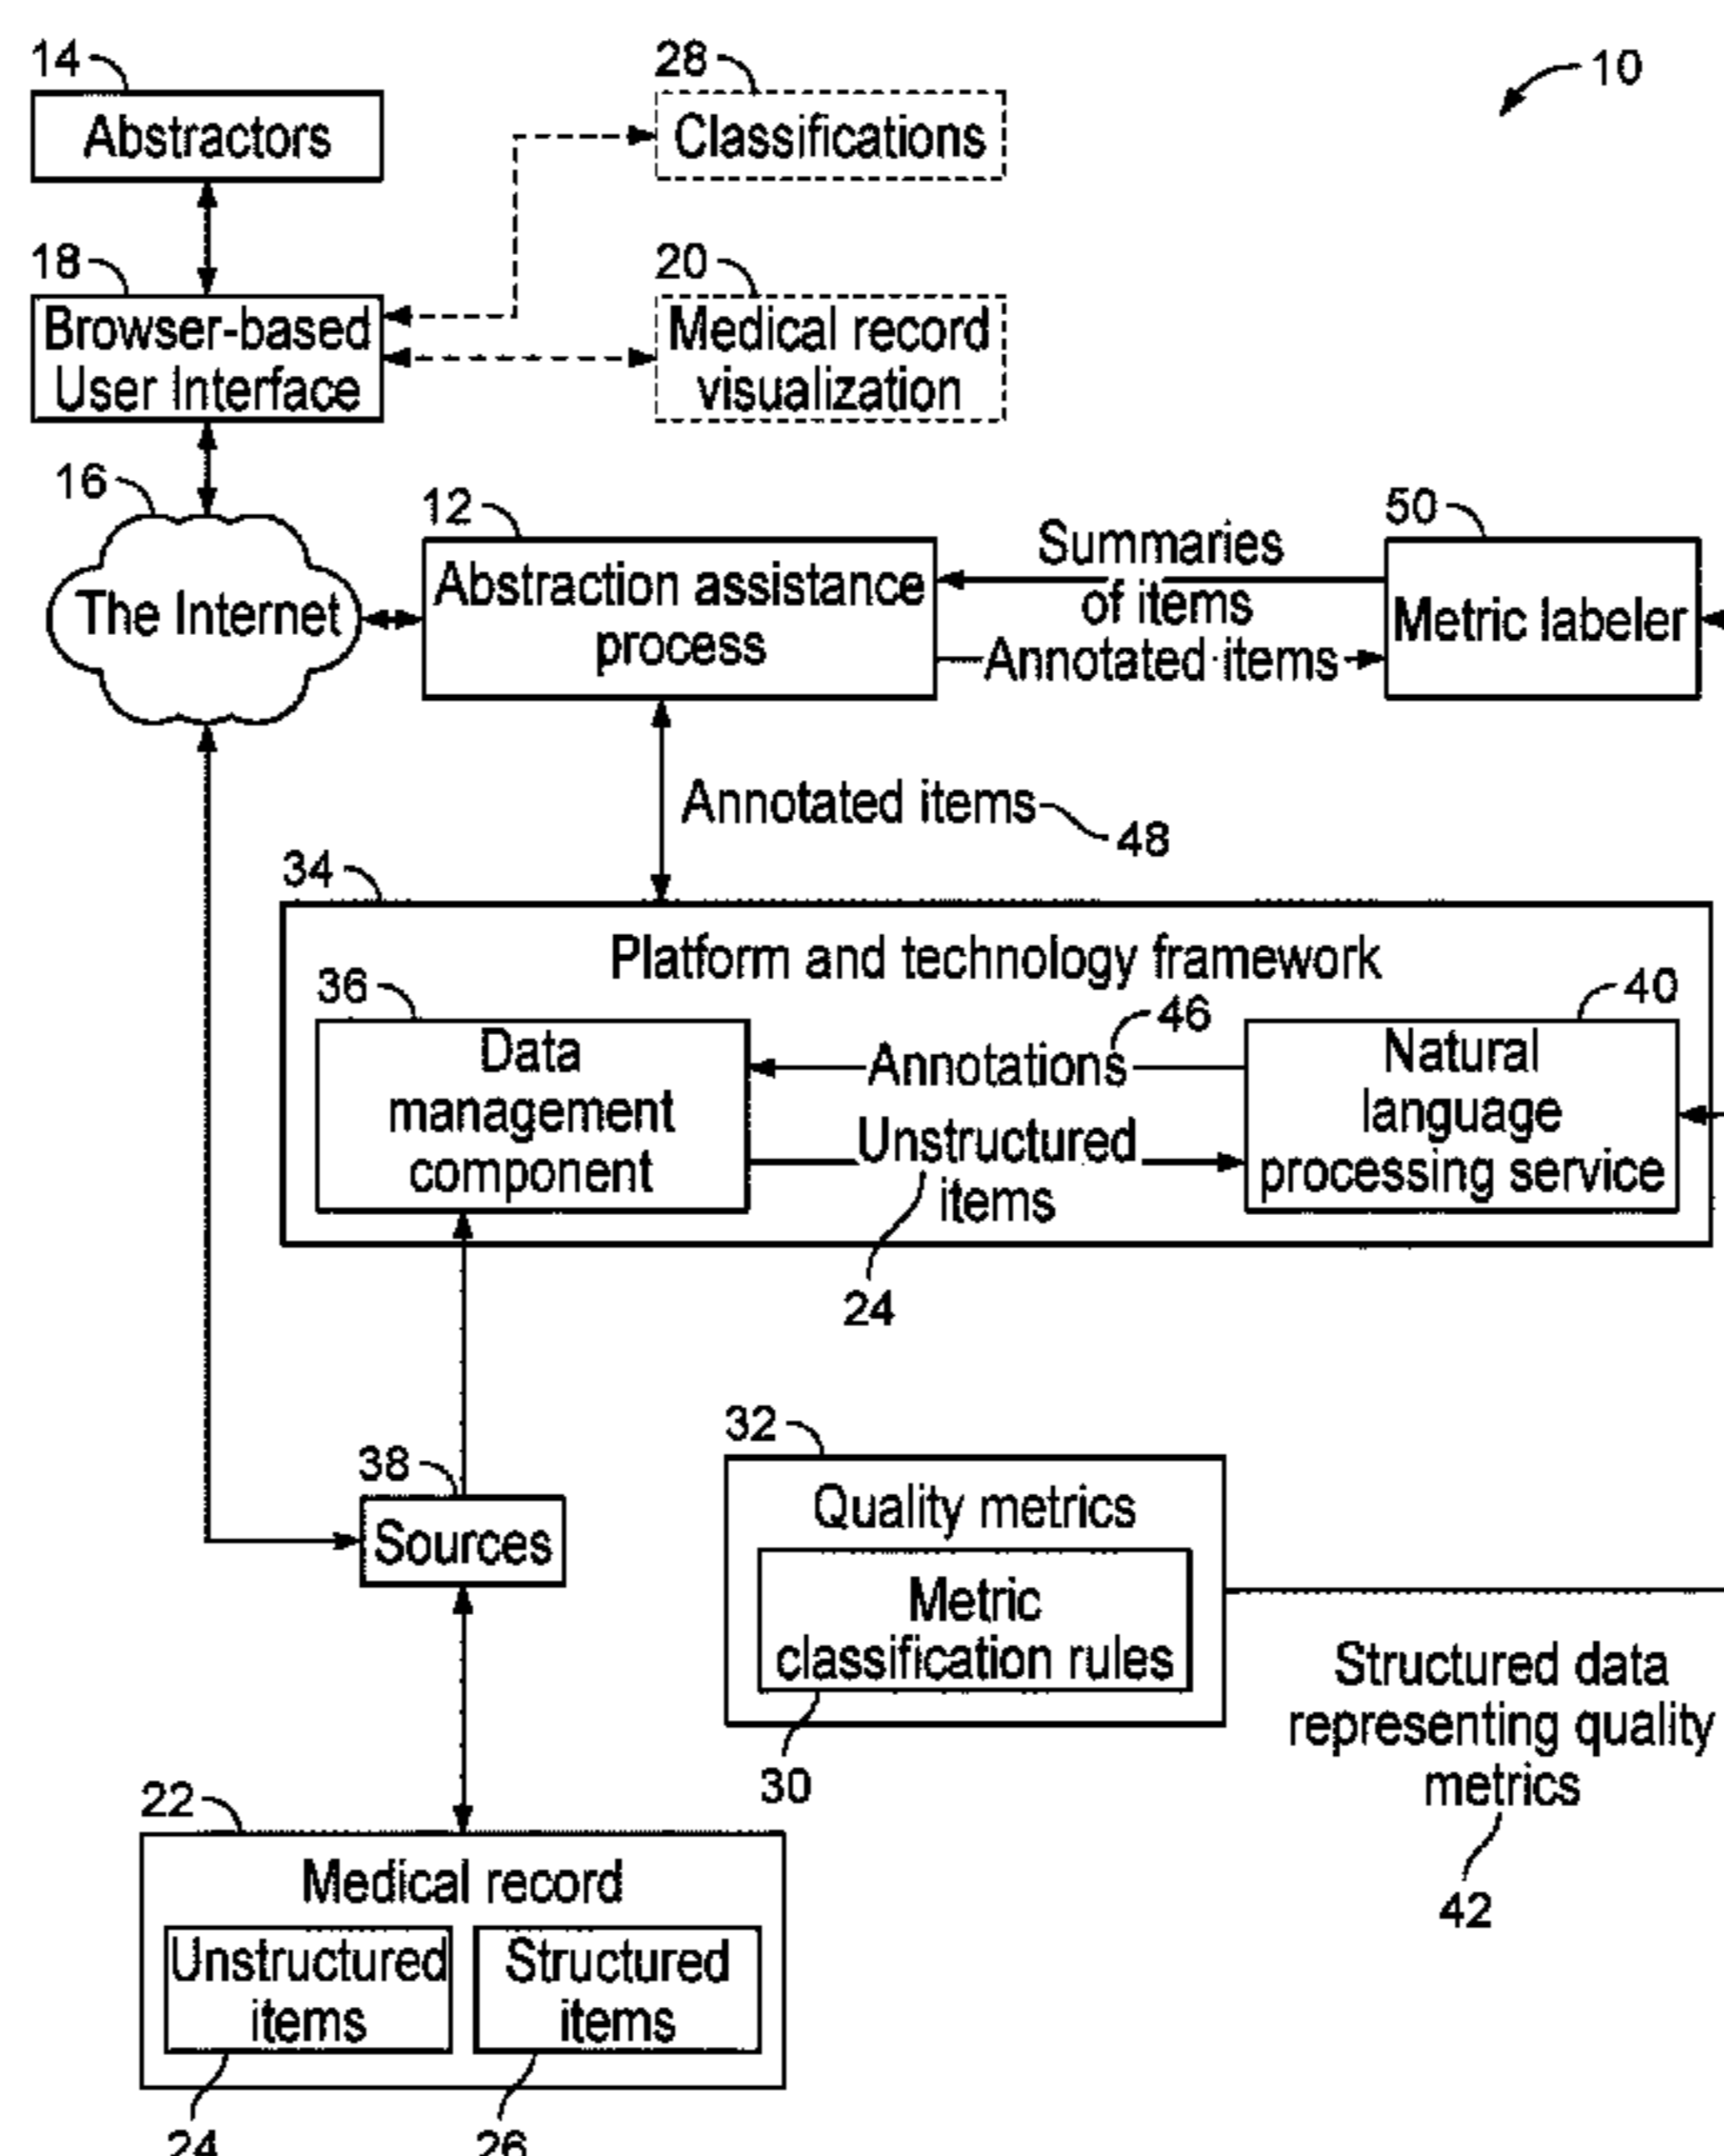 14
28
10
Abstractors
Classifications
18
20
Browser-based
User Interface
Medical record
visualization
16
12
50
The Internet
Abstraction assistance
process
Summaries
of items
Annotated items
Metric labeler
Annotated items
48
34
Platform and technology framework
36
46
40
Data
management
component
Annotations
Unstructured
items
Natural
language
processing service
24
38
Sources
32
Quality metrics
Metric
classification rules
30
Structured data
representing quality
metrics
42
22
Medical record
Unstructured
items
Structured
items
24
26